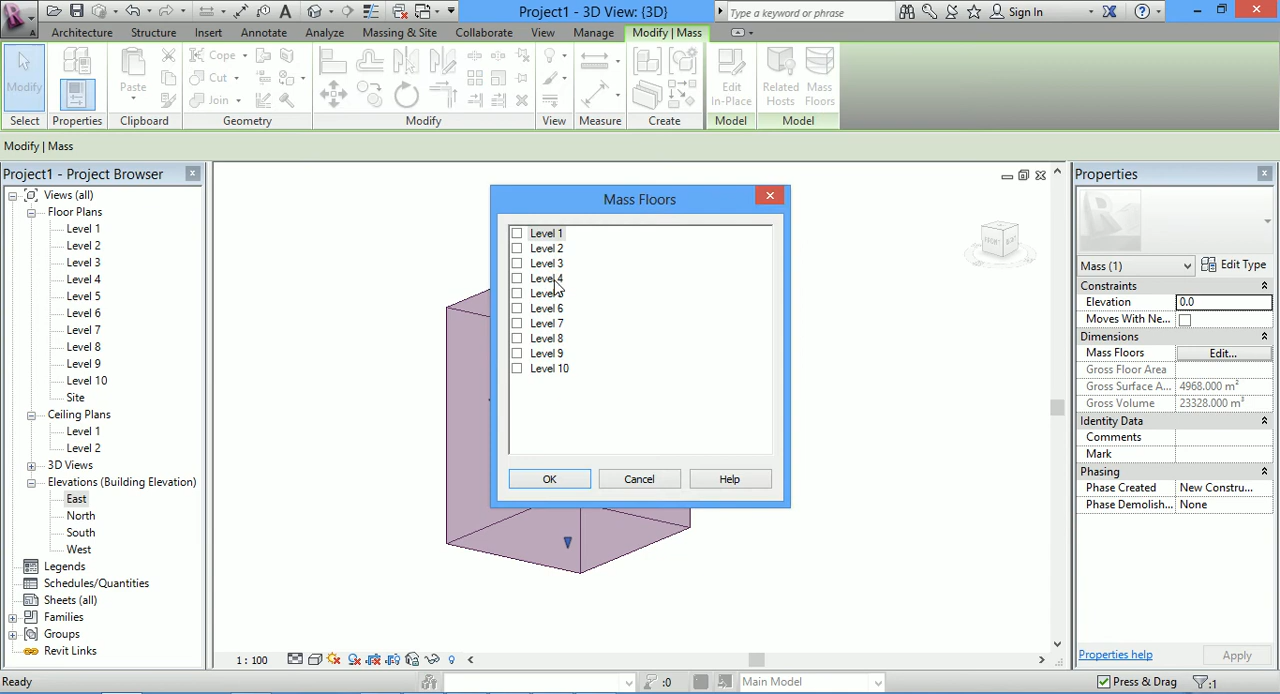 Project1 - 3D View: {3D}
Type a keyword or phrase
Sign In
Architecture
Structure
Insert
Annotate
Analyze
Massing & Site
Collaborate
View
Manage
Modify | Mass
Modify
Paste
Cope
Cut
Join
Edit
In-Place
Related
Hosts
Mass
Floors
Select
Properties
Clipboard
Geometry
Modify
View
Measure
Create
Model
Model
Modify | Mass
Project1 - Project Browser
Views (all)
Floor Plans
Level 1
Level 2
Level 3
Level 4
Level 5
Level 6
Level 7
Level 8
Level 9
Level 10
Site
Ceiling Plans
Level 1
Level 2
3D Views
Elevations (Building Elevation)
East
North
South
West
Legends
Schedules/Quantities
Sheets (all)
Families
Groups
Revit Links
Mass Floors
Level 1
Level 2
Level 3
Level 4
Level 5
Level 6
Level 7
Level 8
Level 9
Level 10
OK
Cancel
Help
FRONT
Properties
Mass (1)
Edit Type
Constraints
Elevation
0.0
Moves With Ne...
Dimensions
Mass Floors
Edit...
Gross Floor Area
Gross Surface A...
4968.000 m²
Gross Volume
23328.000 m³
Identity Data
Comments
Mark
Phasing
Phase Created
New Constru...
Phase Demolish...
None
Properties help
Apply
1 : 100
Ready
:0
Main Model
Press & Drag
:1